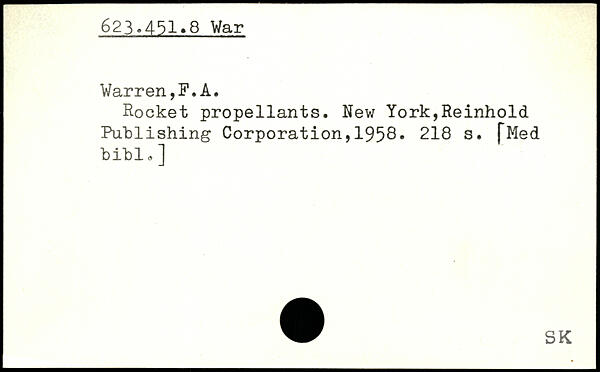 623.451.8 War
Warren,F.A.
Rocket propellants. New York,Reinhold
Publishing Corporation,1958. 218 s. [Med
bibl.]
SK